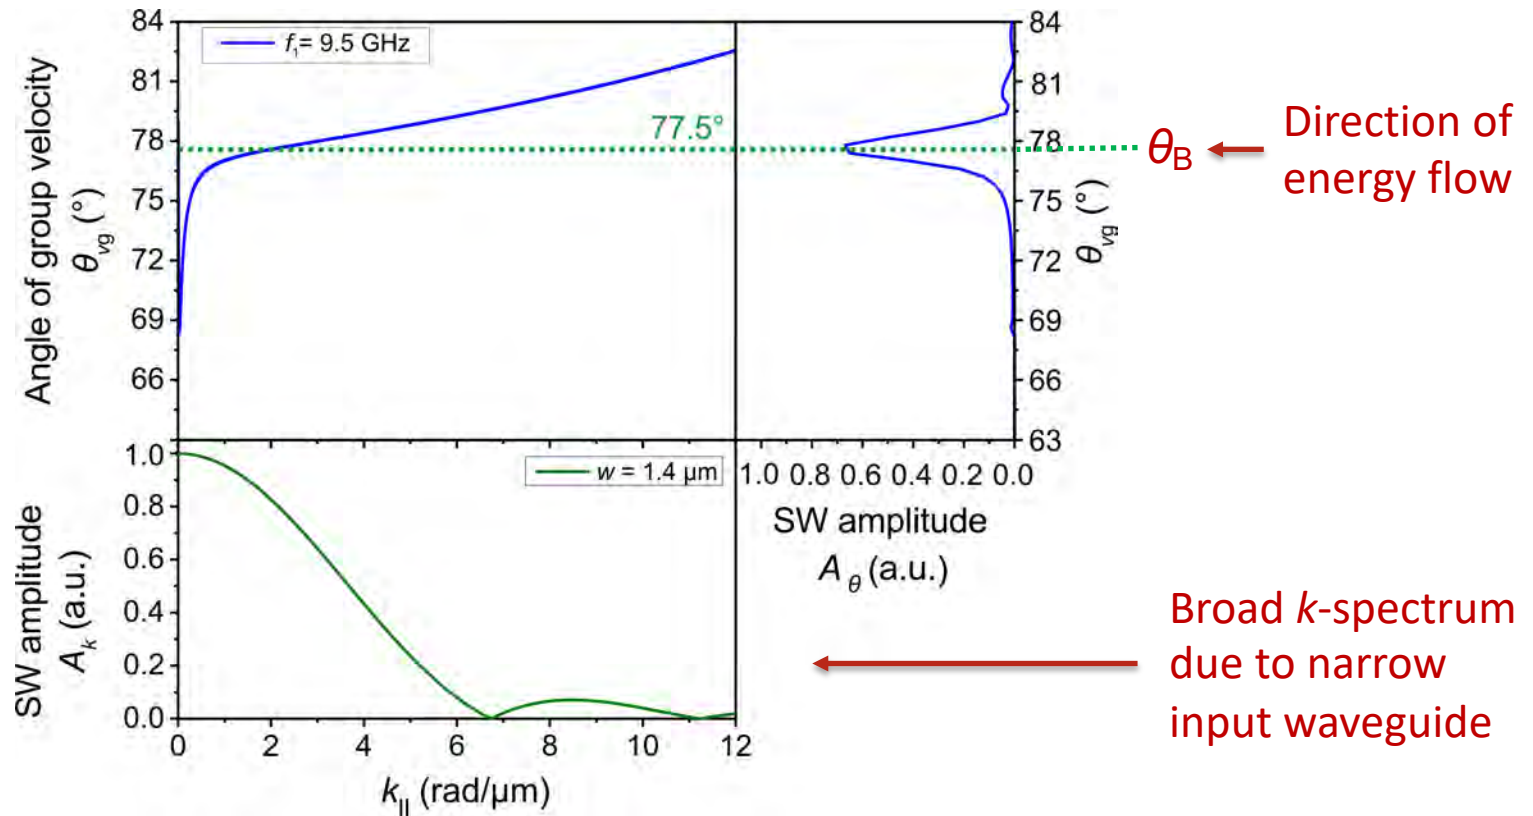 84
81
78
75
72
69
66
Angle of group velocity
θvg (°)
f1= 9.5 GHz
77.5°
84
81
78
75
72
69
66
63
θvg (°)
θB
Direction of
energy flow
1.0
0.8
0.6
0.4
0.2
0.0
SW amplitude
Ak (a.u.)
w = 1.4 µm
0 2 4 6 8 10 12
k|| (rad/µm)
1.0 0.8 0.6 0.4 0.2 0.0
SW amplitude
Aθ (a.u.)
Broad k-spectrum
due to narrow
input waveguide